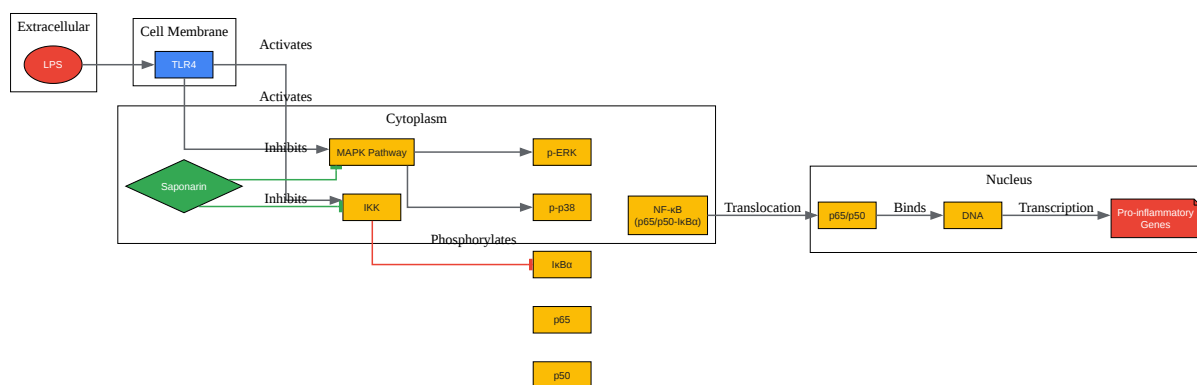 Extracellular
LPS
Cell Membrane
TLR4
Activates
Activates
Cytoplasm
Inhibits
MAPK Pathway
p-ERK
Saponarin
Inhibits
IKK
p-p38
NF-κB
(p65/p50-IκBα)
Phosphorylates
IκBα
p65
p50
Translocation
Nucleus
p65/p50
Binds
DNA
Transcription
Pro-inflammatory
Genes